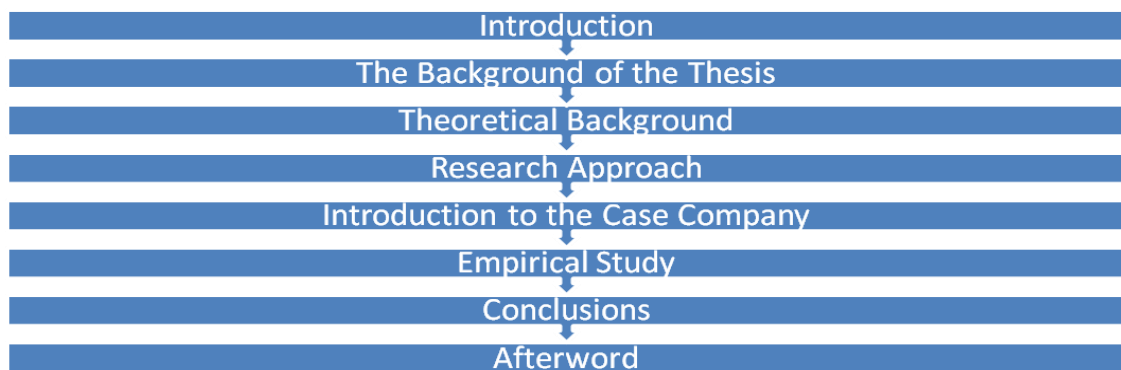 Introduction
The Background of the Thesis
Theoretical Background
Research Approach
Introduction to the Case Company
Empirical Study
Conclusions
Afterword